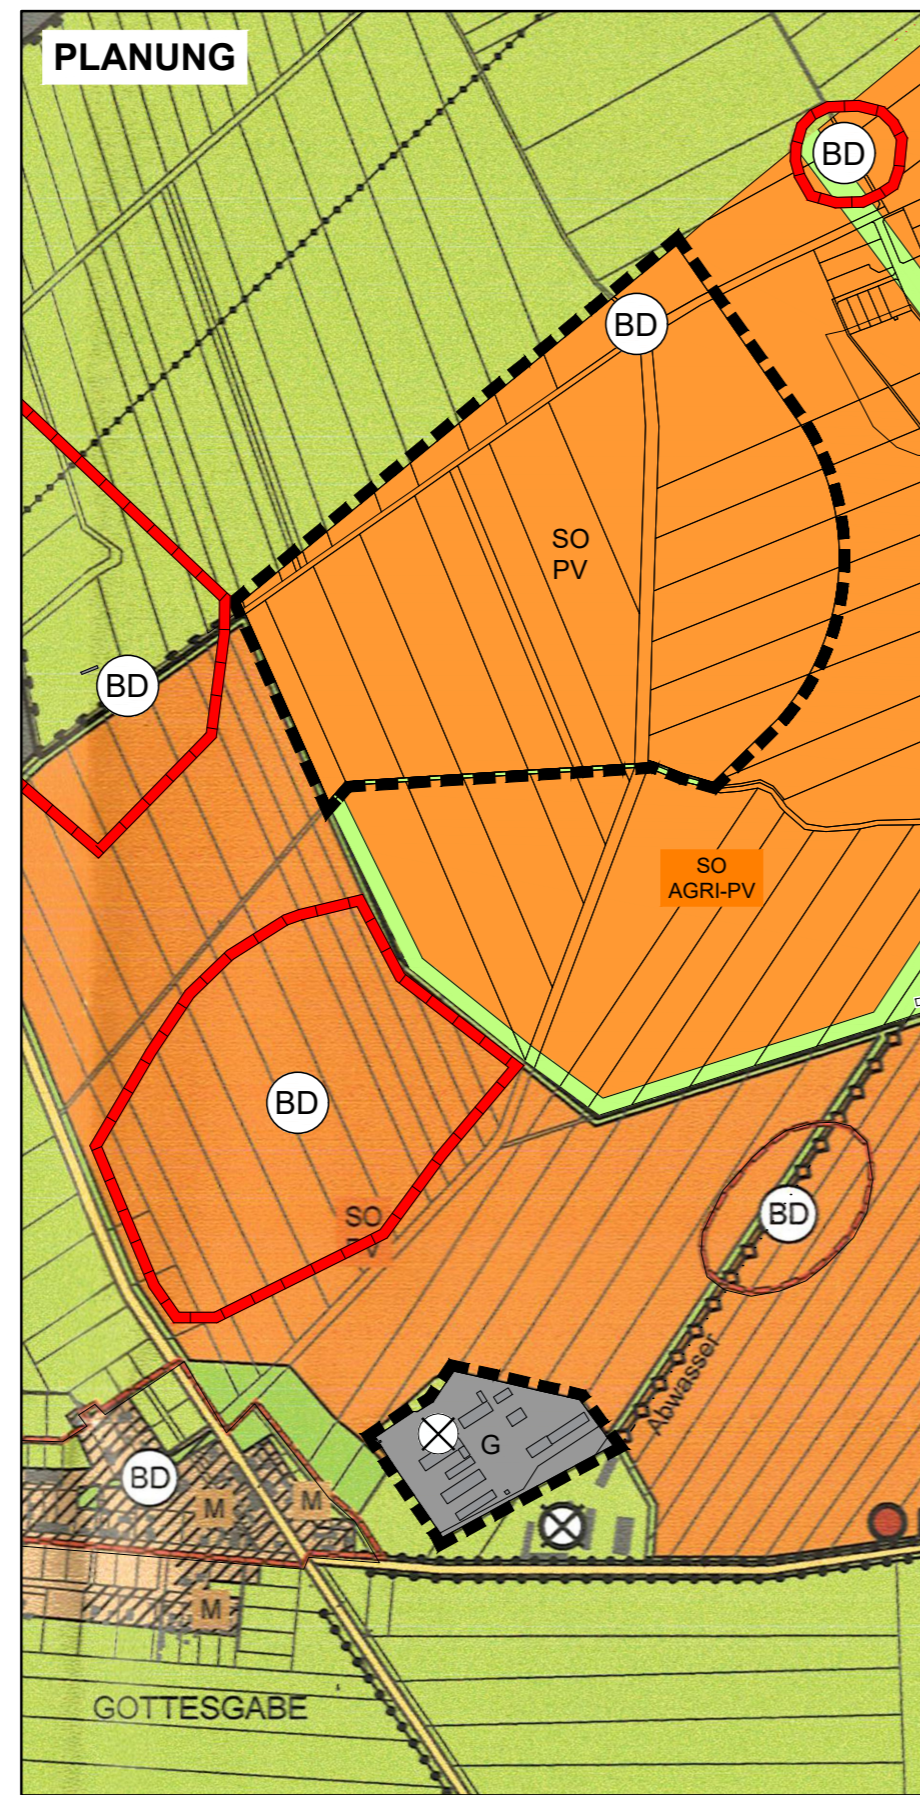 PLANUNG
BD
BD
SO
PV
BD
SO
AGRI-PV
BD
SO
PV
BD
Abwasser
G
BD
M
M
M
GOTTESGABE